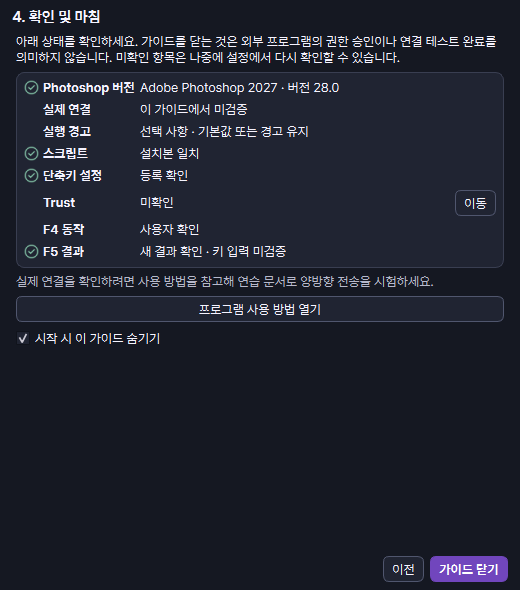 4. 확인 및 마침
아래 상태를 확인하세요. 가이드를 닫는 것은 외부 프로그램의 권한 승인이나 연결 테스트 완료를
의미하지 않습니다. 미확인 항목은 나중에 설정에서 다시 확인할 수 있습니다.
Photoshop 버전 Adobe Photoshop 2027 · 버전 28.0
실제 연결 이 가이드에서 미검증
실행 경고 선택 사항 · 기본값 또는 경고 유지
스크립트 설치본 일치
단축키 설정 등록 확인
Trust 미확인 이동
F4 동작 사용자 확인
F5 결과 새 결과 확인 · 키 입력 미검증
실제 연결을 확인하려면 사용 방법을 참고해 연습 문서로 양방향 전송을 시험하세요.
프로그램 사용 방법 열기
시작 시 이 가이드 숨기기
이전 가이드 닫기